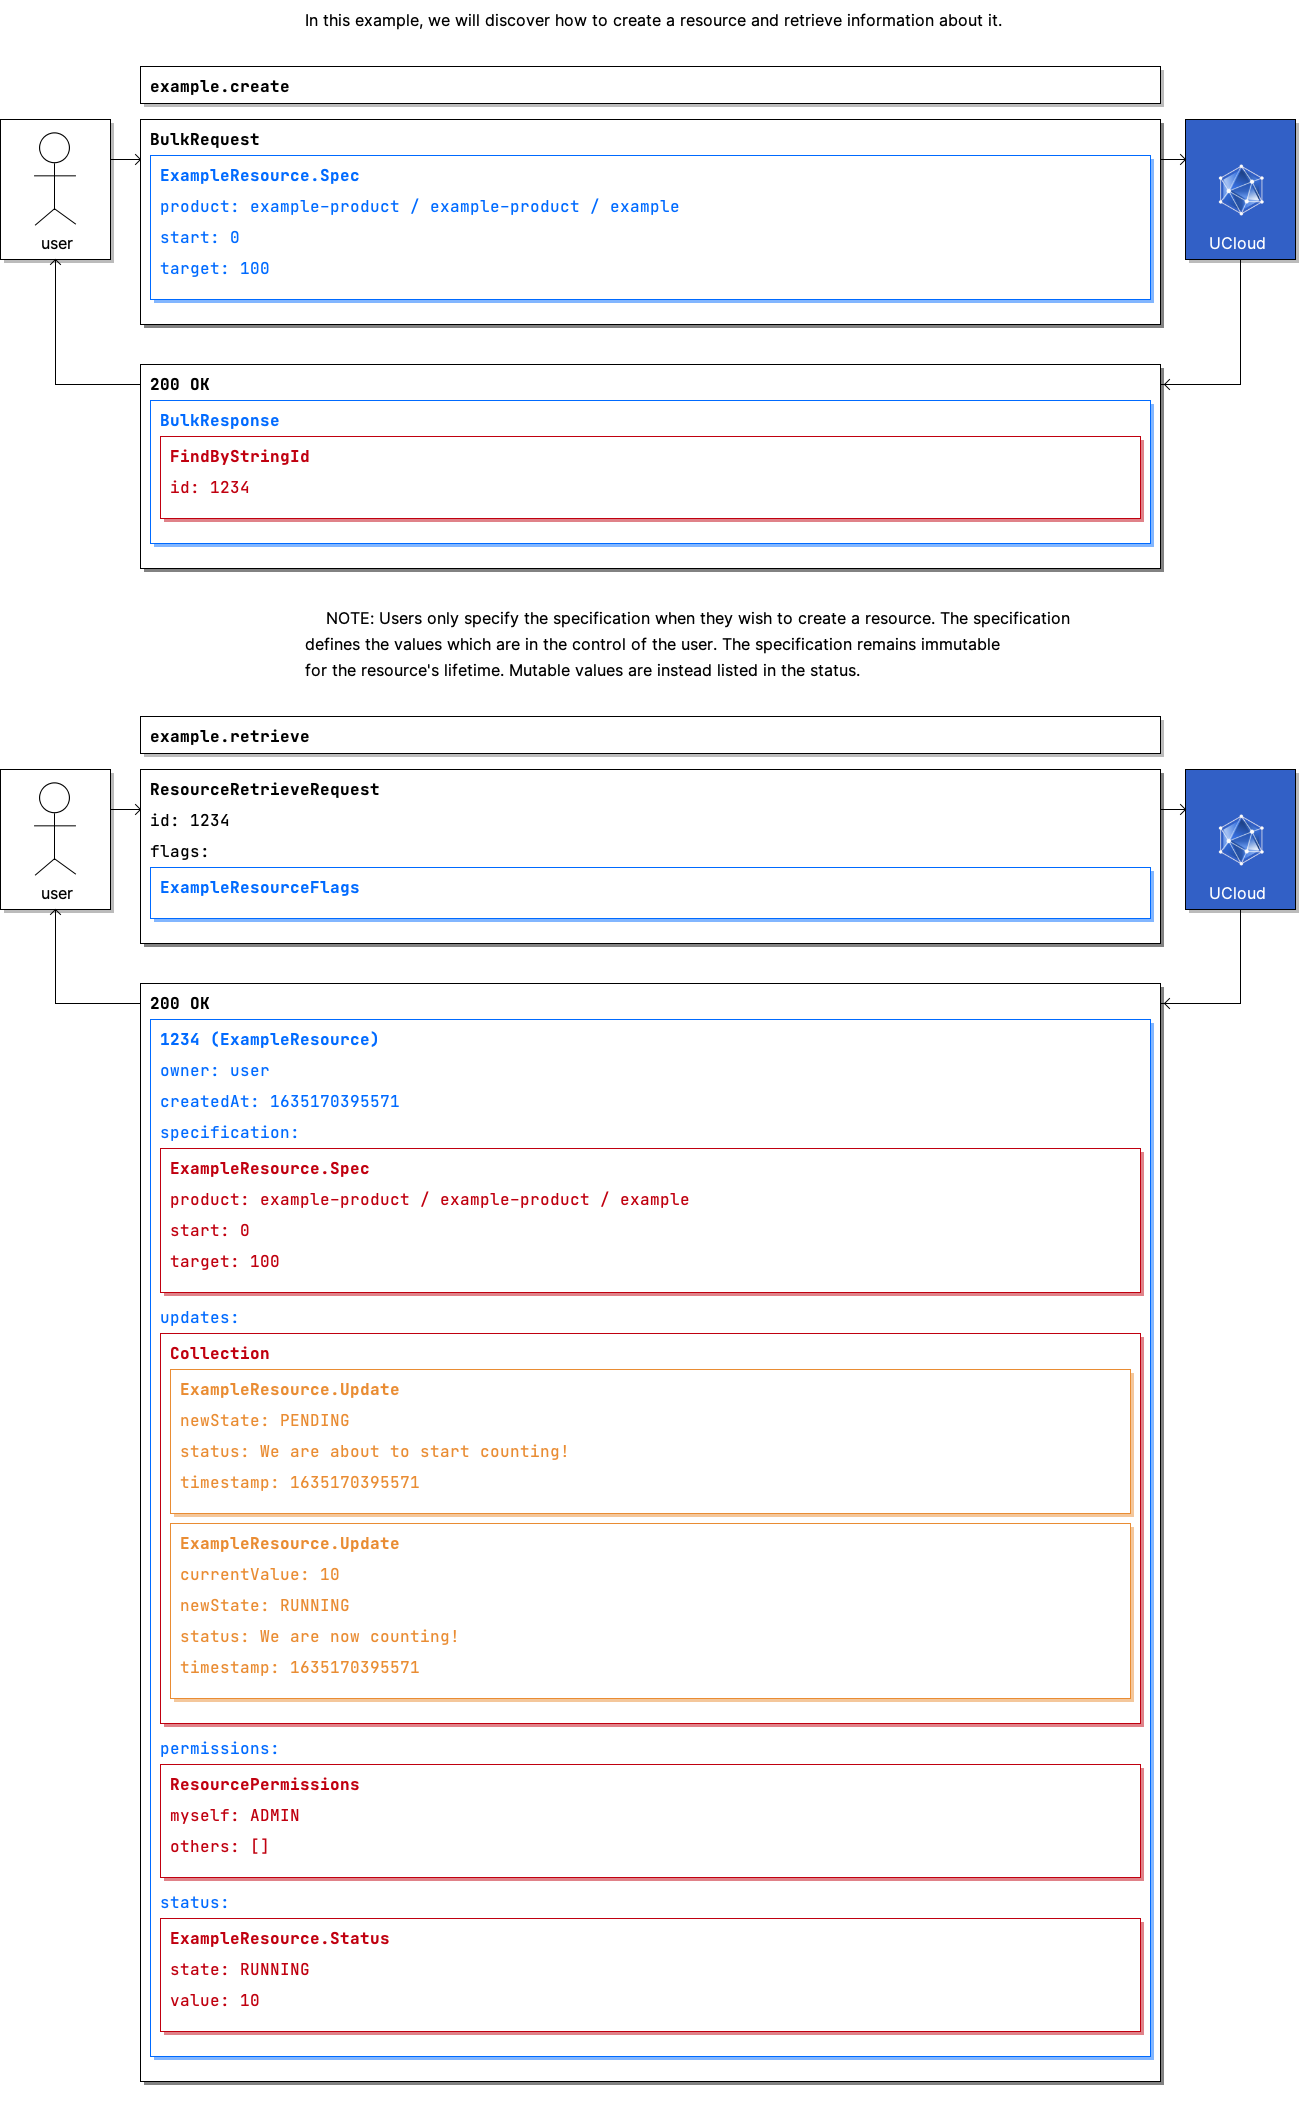 In this example, we will discover how to create a resource and retrieve information about it.
example.create
BulkRequest
ExampleResource.Spec
product: example-product / example-product / example
start: 0
target: 100
user
UCloud
200 OK
BulkResponse
FindByStringId
id: 1234
NOTE: Users only specify the specification when they wish to create a resource. The specification
defines the values which are in the control of the user. The specification remains immutable
for the resource's lifetime. Mutable values are instead listed in the status.
example.retrieve
ResourceRetrieveRequest
id: 1234
flags:
ExampleResourceFlags
user
UCloud
200 OK
1234 (ExampleResource)
owner: user
createdAt: 1635170395571
specification:
ExampleResource.Spec
product: example-product / example-product / example
start: 0
target: 100
updates:
Collection
ExampleResource.Update
newState: PENDING
status: We are about to start counting!
timestamp: 1635170395571
ExampleResource.Update
currentValue: 10
newState: RUNNING
status: We are now counting!
timestamp: 1635170395571
permissions:
ResourcePermissions
myself: ADMIN
others: []
status:
ExampleResource.Status
state: RUNNING
value: 10